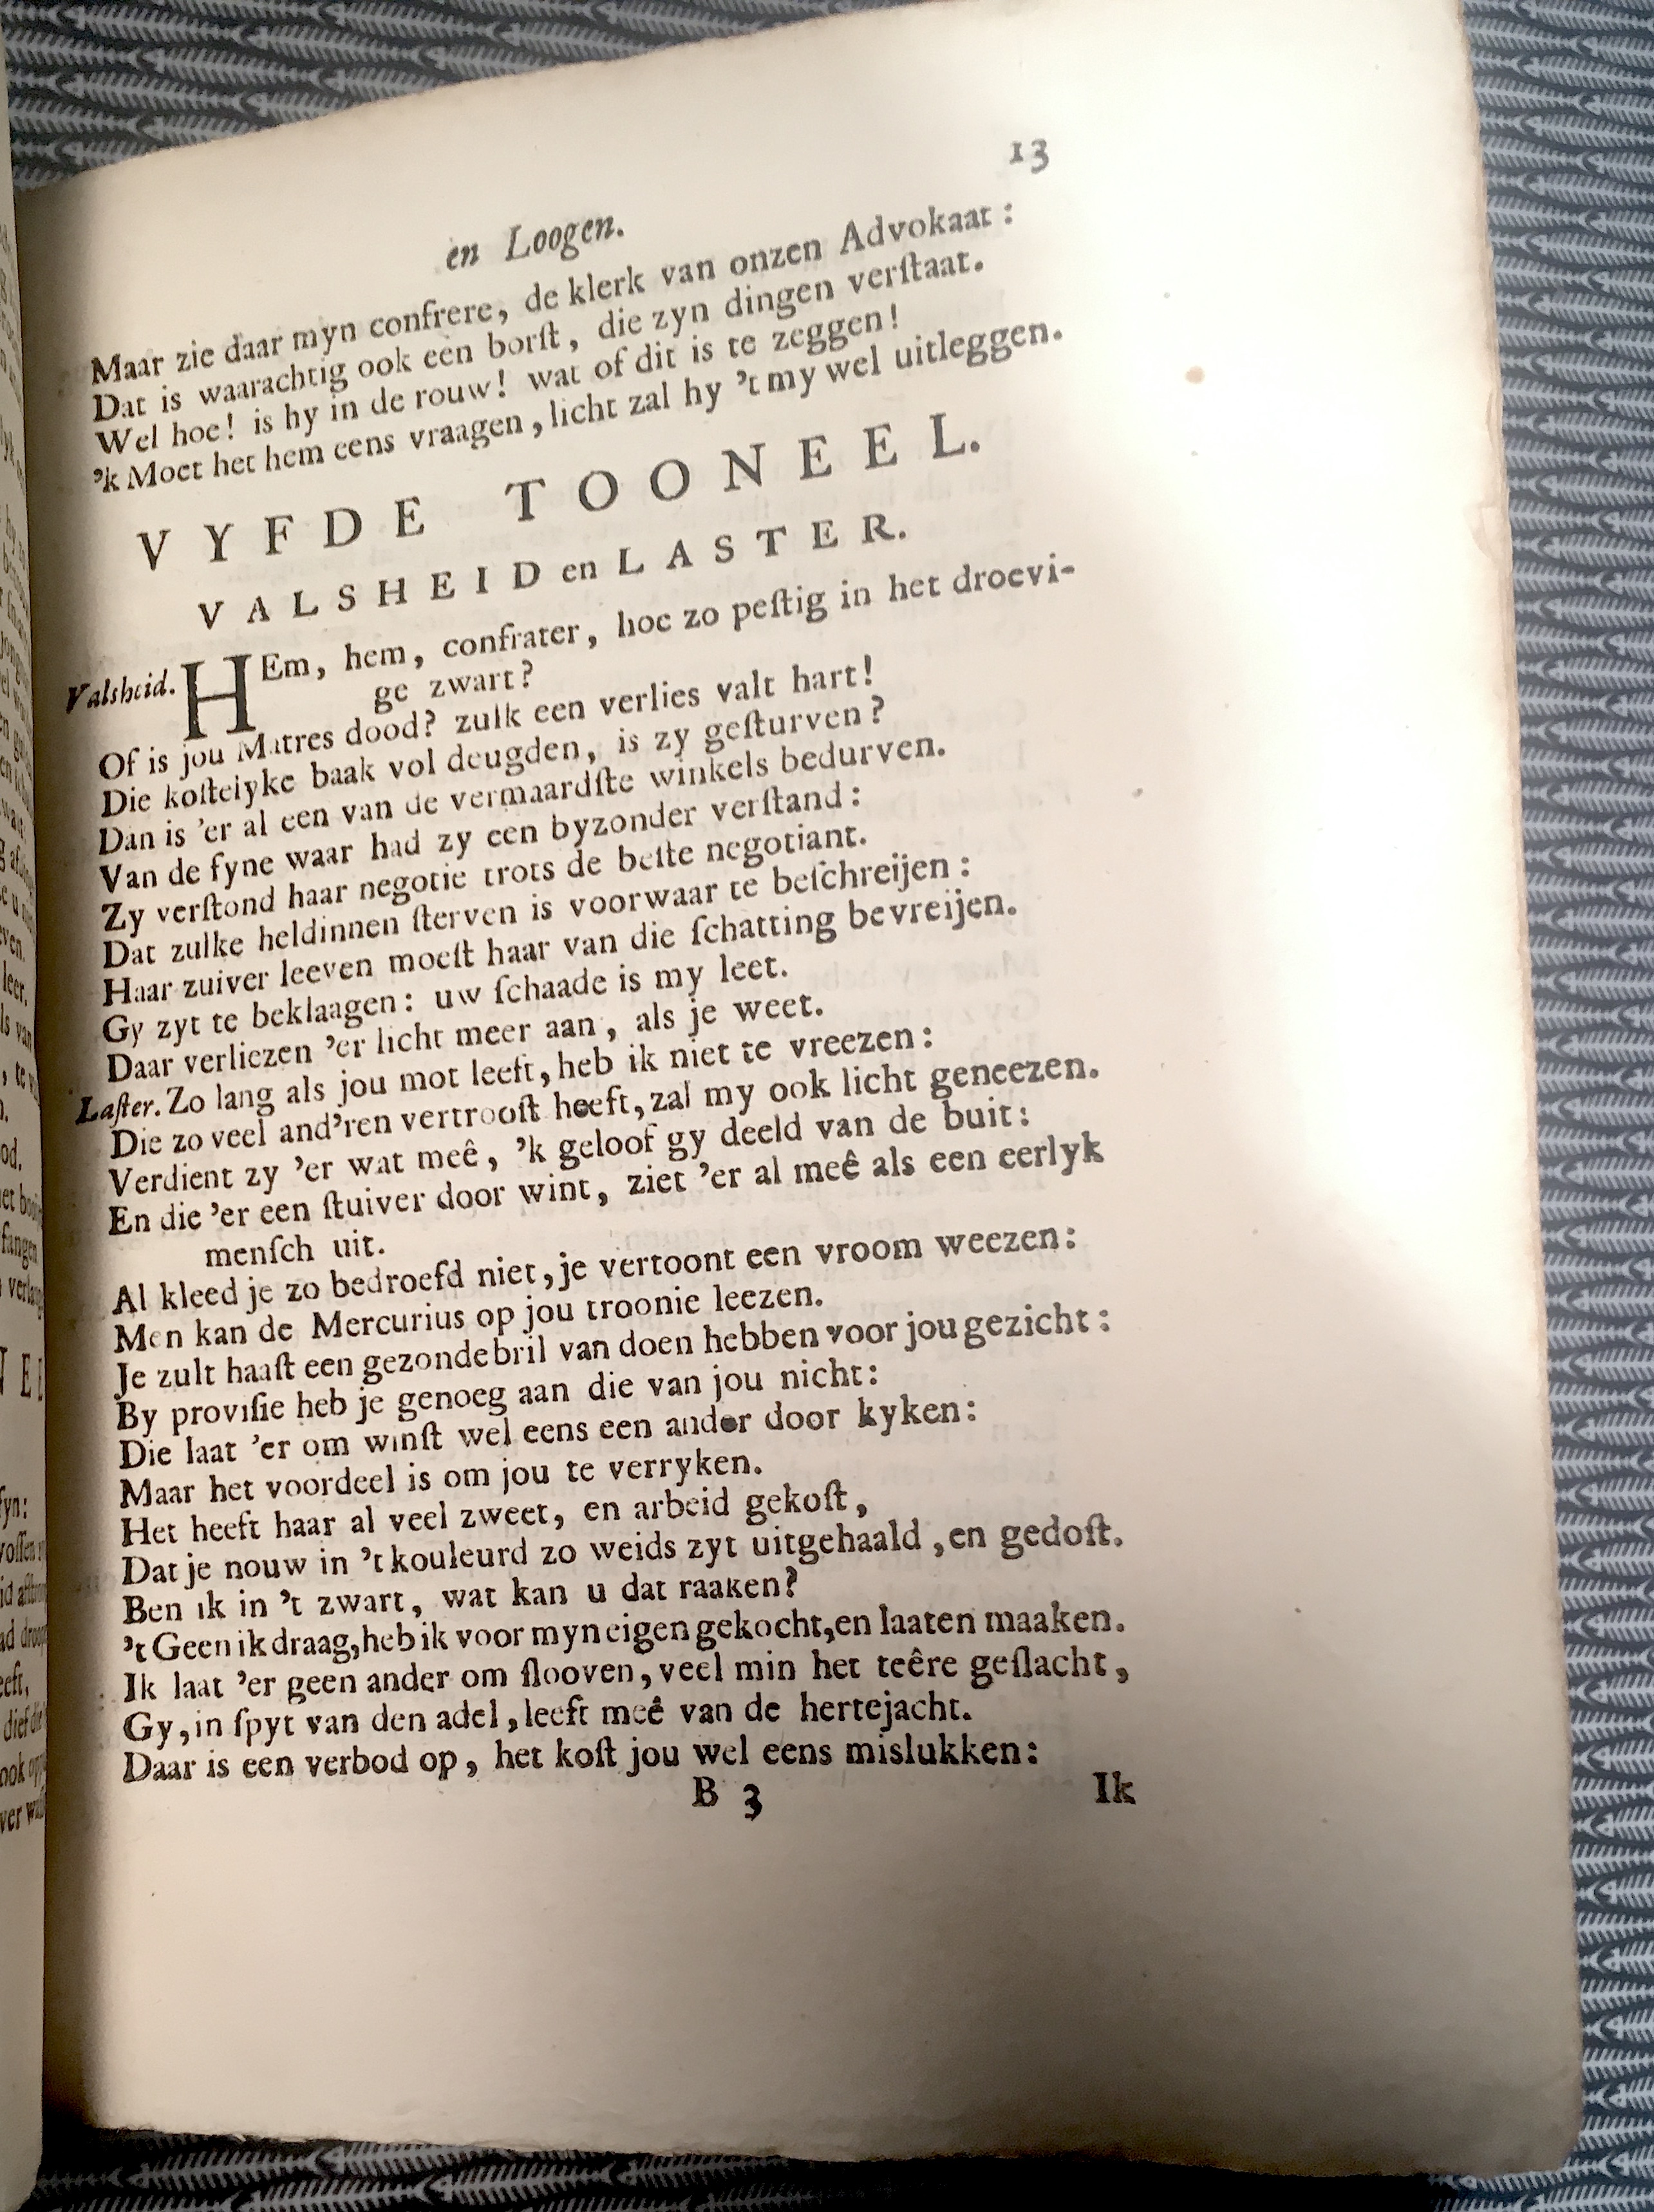 13
en Loogen.
Maar zie daar myn confrere, de klerk van onzen Advokaat:
Dat is waarachtig ook een borſt, die zyn dingen verſtaat.
Wel hoe! is hy in de rouw! wat of dit is te zeggen!
'k Moet het hem eens vraagen, licht zal hy 't my wel uitleggen.
VYFDE TOONEEL.
VALSHEID en LASTER.
Valsheid. HEm, hem, confrater, hoe zo peſtig in het droevi-
ge zwart?
Of is jou Matres dood? zulk een verlies valt hart!
Die koſtelyke baak vol deugden, is zy geſturven?
Dan is 'er al een van de vermaardſte winkels bedurven.
Van de fyne waar had zy een byzonder verſtand:
Zy verſtond haar negotie trots de beſte negotiant.
Dat zulke heldinnen ſterven is voorwaar te beſchreijen:
Haar zuiver leeven moeſt haar van die ſchatting bevreijen.
Gy zyt te beklaagen: uw ſchaade is my leet.
Daar verliezen 'er licht meer aan, als je weet.
Laſter. Zo lang als jou mot leeft, heb ik niet te vreezen:
Die zo veel and'ren vertrooſt heeft, zal my ook licht geneezen.
Verdient zy 'er wat meê, 'k geloof gy deeld van de buit:
En die 'er een ſtuiver door wint, ziet 'er al meê als een eerlyk
menſch uit.
Al kleed je zo bedroefd niet, je vertoont een vroom weezen:
Men kan de Mercurius op jou troonie leezen.
Je zult haaſt een gezonde bril van doen hebben voor jou gezicht:
By proviſie heb je genoeg aan die van jou nicht:
Die laat 'er om winſt wel eens een ander door kyken:
Maar het voordeel is om jou te verryken.
Het heeft haar al veel zweet, en arbeid gekoſt,
Dat je nouw in 't kouleurd zo weids zyt uitgehaald, en gedoſt.
Ben ik in 't zwart, wat kan u dat raaken?
't Geen ik draag, heb ik voor myn eigen gekocht, en laaten maaken.
Ik laat 'er geen ander om ſlooven, veel min het teêre geſlacht,
Gy, in ſpyt van den adel, leeft meê van de hertejacht.
Daar is een verbod op, het koſt jou wel eens mislukken:
B 3
Ik